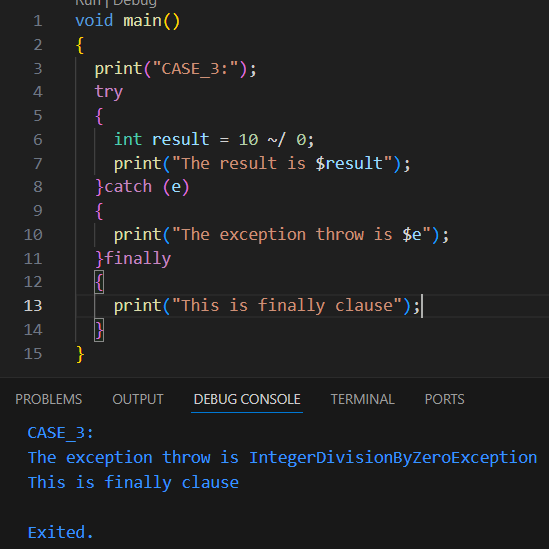 Run | Debug
1 void main()
2 {
3 print("CASE_3:");
4 try
5 {
6 int result = 10 ~/ 0;
7 print("The result is $result");
8 }catch (e)
9 {
10 print("The exception throw is $e");
11 }finally
12 {
13 print("This is finally clause");
14 }
15 }
PROBLEMS OUTPUT DEBUG CONSOLE TERMINAL PORTS
CASE_3:
The exception throw is IntegerDivisionByZeroException
This is finally clause
Exited.